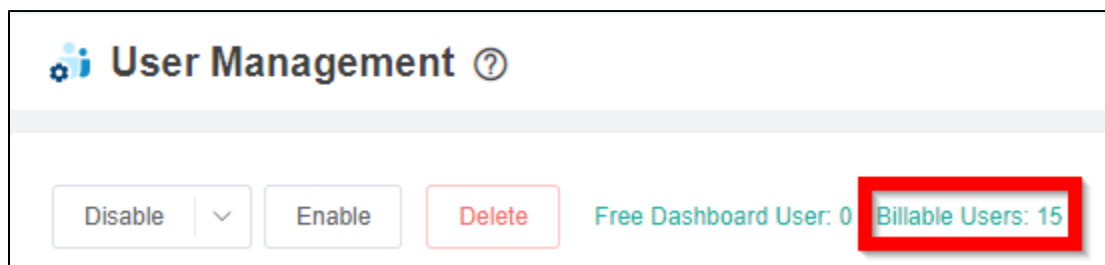 User Management ?
Disable Enable Delete Free Dashboard User: 0 Billable Users: 15